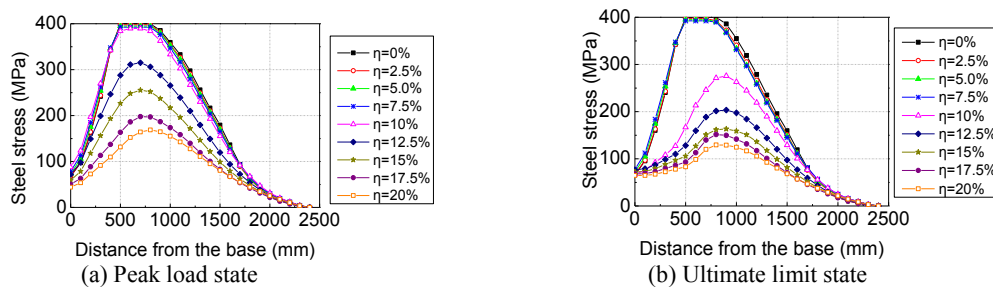 400
300
200
100
0
Steel stress (MPa)
0 500 1000 1500 2000 2500
Distance from the base (mm)
η=0%
η=2.5%
η=5.0%
η=7.5%
η=10%
η=12.5%
η=15%
η=17.5%
η=20%
(a) Peak load state
400
300
200
100
0
Steel stress (MPa)
0 500 1000 1500 2000 2500
Distance from the base (mm)
η=0%
η=2.5%
η=5.0%
η=7.5%
η=10%
η=12.5%
η=15%
η=17.5%
η=20%
(b) Ultimate limit state